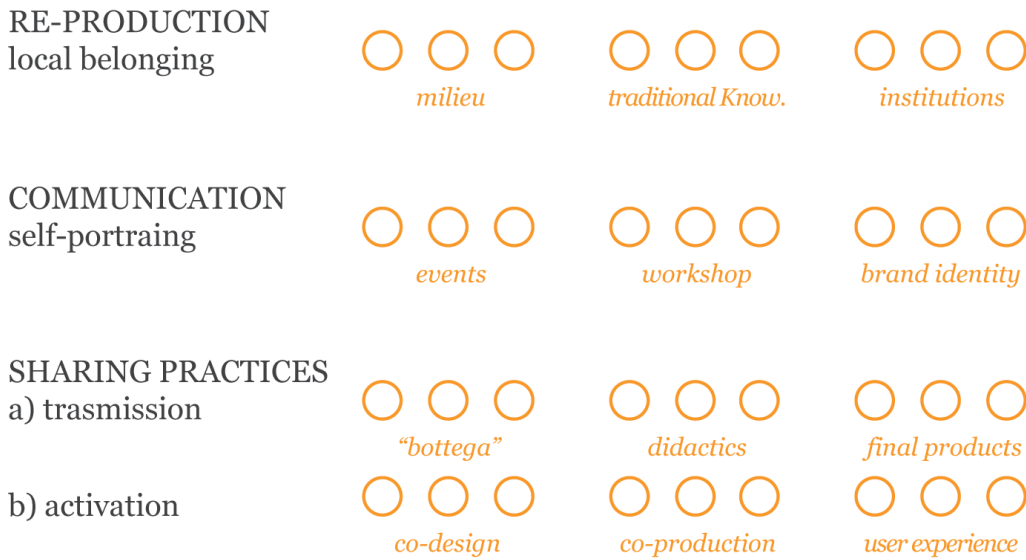 RE-PRODUCTION
local belonging
milieu
traditional Know.
institutions
COMMUNICATION
self-portraing
events
workshop
brand identity
SHARING PRACTICES
a) trasmission
“bottega”
didactics
final products
b) activation
co-design
co-production
user experience